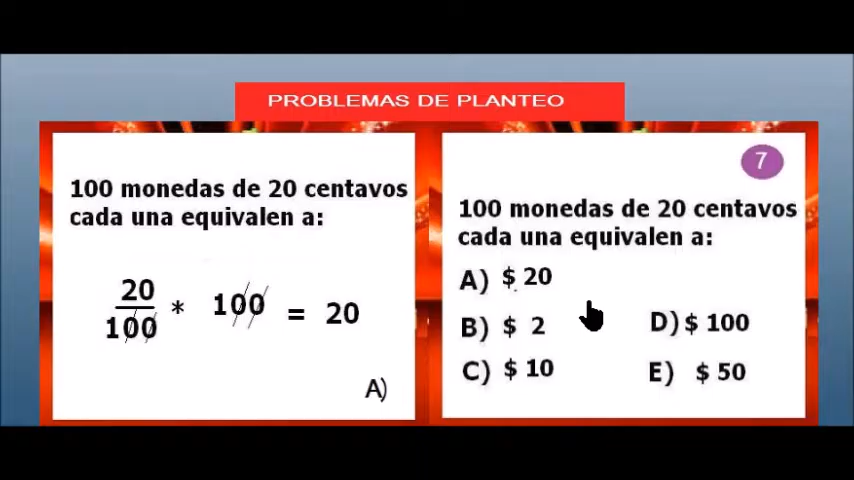 PROBLEMAS DE PLANTEO
100 monedas de 20 centavos
cada una equivalen a:
20
100 * 100 = 20
A)
7
100 monedas de 20 centavos
cada una equivalen a:
A) $ 20
B) $ 2
C) $ 10
D) $ 100
E) $ 50